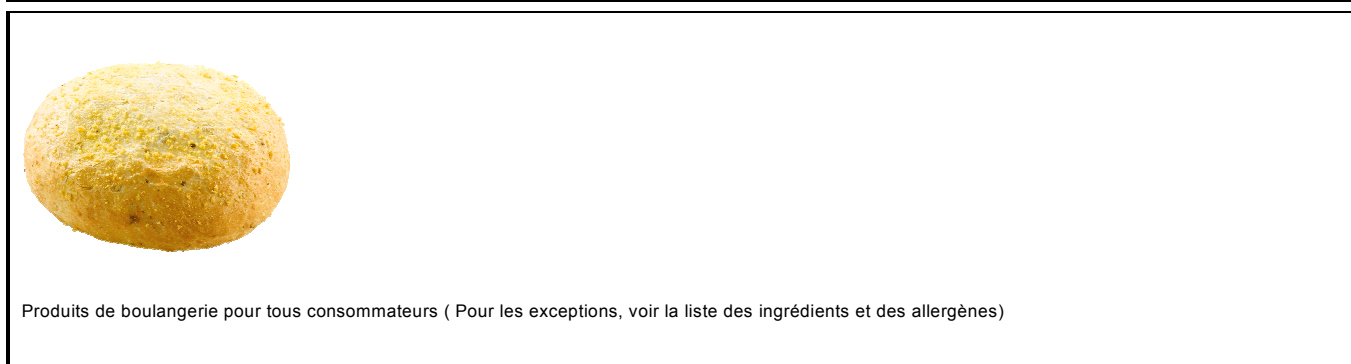 Produits de boulangerie pour tous consommateurs ( Pour les exceptions, voir la liste des ingrédients et des allergènes)